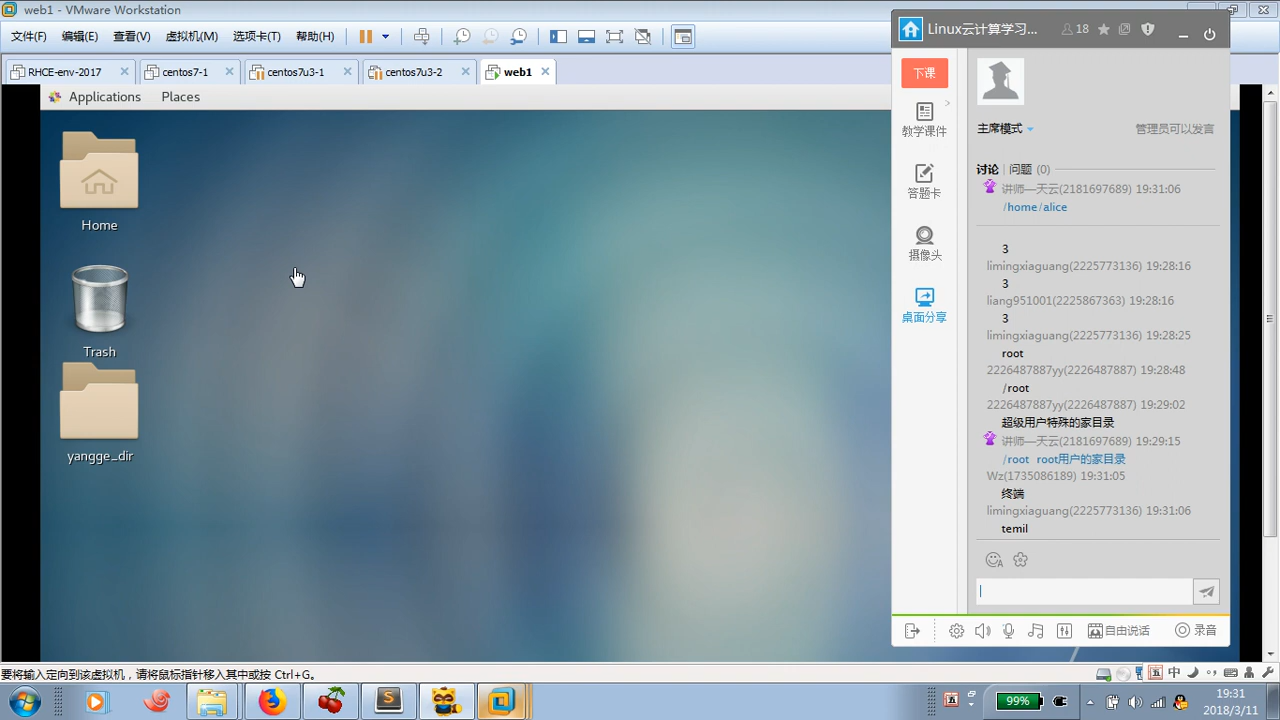 web1 - VMware Workstation
文件(F) 编辑(E) 查看(V) 虚拟机(M) 选项卡(T) 帮助(H)
RHCE-env-2017 centos7-1 centos7u3-1 centos7u3-2 web1
Applications Places
Home
Trash
yangge_dir
Linux云计算学习... 18
下课
教学课件
答题卡
摄像头
桌面分享
主席模式 管理员可以发言
讨论 | 问题 (0)
讲师—天云(2181697689) 19:31:06
/home/alice
3
limingxiaguang(2225773136) 19:28:16
3
liang951001(2225867363) 19:28:16
3
limingxiaguang(2225773136) 19:28:25
root
2226487887yy(2226487887) 19:28:48
/root
2226487887yy(2226487887) 19:29:02
超级用户特殊的家目录
讲师—天云(2181697689) 19:29:15
/root root用户的家目录
Wz(1735086189) 19:31:05
终端
limingxiaguang(2225773136) 19:31:06
temil
自由说话 录音
要将输入定向到该虚拟机，请将鼠标指针移入其中或按 Ctrl+G。
五 中
99%
19:31
2018/3/11